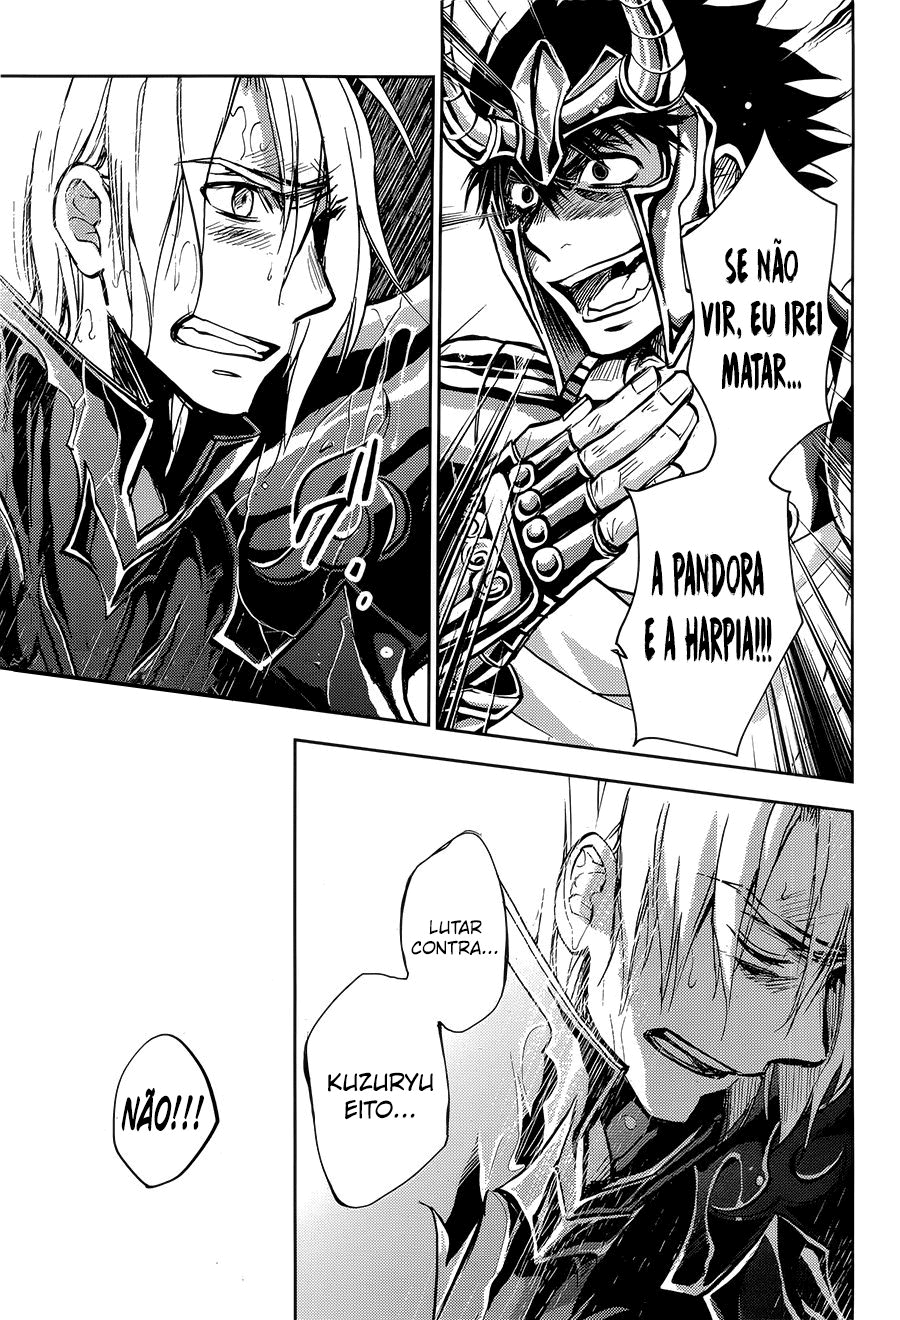 SE NÃO
VIR, EU IREI
MATAR...
A PANDORA
E A HARPIA!!!
LUTAR
CONTRA...
KUZURYU
EITO...
NÃO!!!